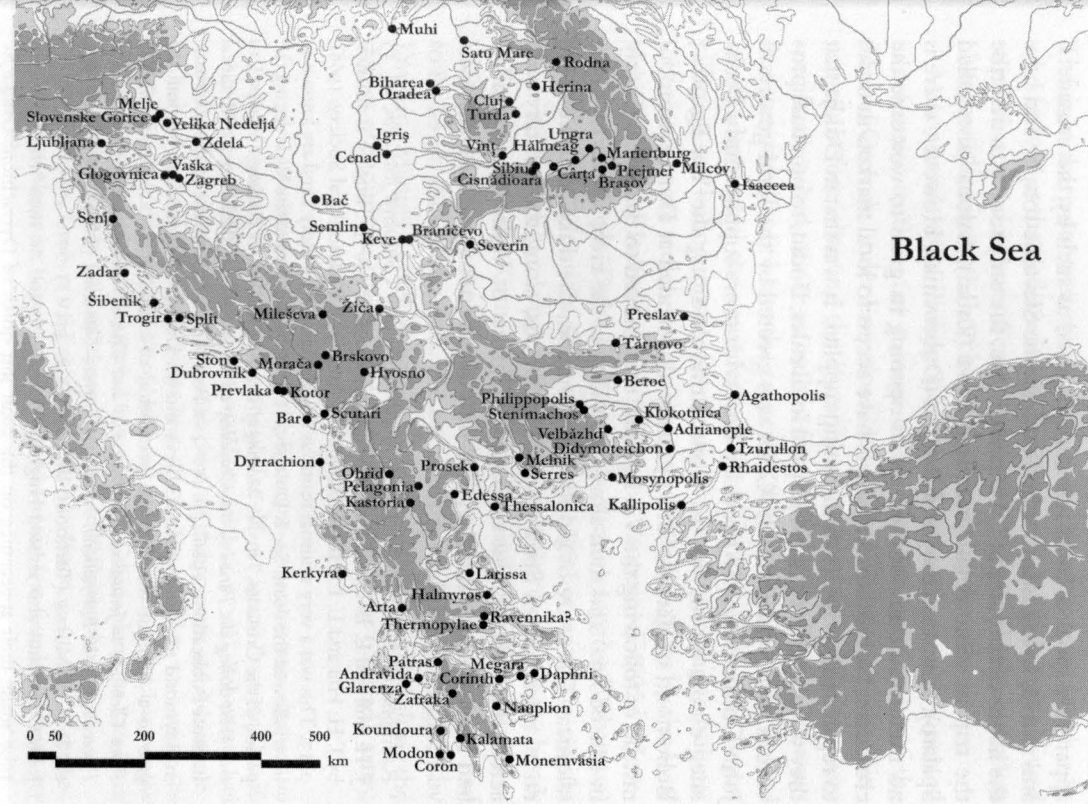 Muhi
Satu Mare
Rodna
Biharea
Oradea
Herina
Cluj
Turda
Melje
Slovenske Gorice
Velika Nedelja
Ljubljana
Zdela
Igriş
Cenad
Ungra
Vinţ
Hălmeag
Marienburg
Sibiu
Cârţa
Prejmer
Milcov
Cisnădioara
Braşov
Isaccea
Vaška
Glogovnica
Zagreb
Bač
Senj
Semlin
Keve
Braničevo
Severin
Black Sea
Zadar
Šibenik
Trogir
Split
Mileševa
Žiča
Preslav
Tărnovo
Ston
Dubrovnik
Morača
Brskovo
Hvosno
Beroe
Prevlaka
Kotor
Philippopolis
Stenimachos
Agathopolis
Bar
Scutari
Klokotnica
Velbăzhd
Adrianople
Didymoteichon
Tzurullon
Dyrrachion
Ohrid
Prosek
Melnik
Serres
Rhaidestos
Pelagonia
Mosynopolis
Kastoria
Edessa
Thessalonica
Kallipolis
Kerkyra
Larissa
Halmyros
Arta
Ravennika?
Thermopylae
Patras
Megara
Andravida
Corinth
Daphni
Glarenza
Zafraka
Nauplion
Koundoura
Kalamata
Modon
Coron
Monemvasia
0 50 200 400 500
km